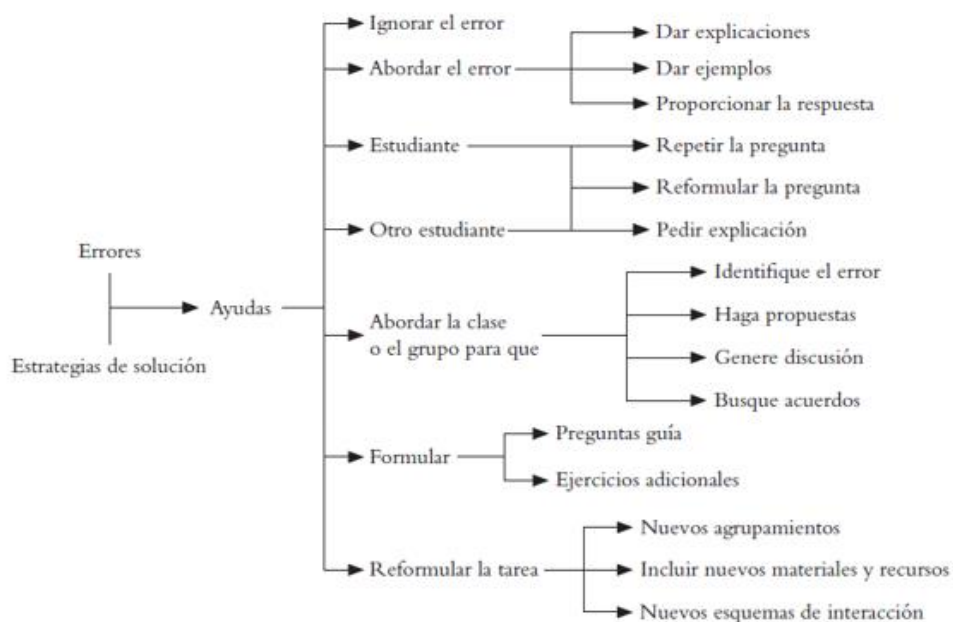 Ignorar el error
Abordar el error
Dar explicaciones
Dar ejemplos
Proporcionar la respuesta
Estudiante
Otro estudiante
Repetir la pregunta
Reformular la pregunta
Pedir explicación
Errores
Estrategias de solución
Ayudas
Abordar la clase
o el grupo para que
Identifique el error
Haga propuestas
Genere discusión
Busque acuerdos
Formular
Preguntas guía
Ejercicios adicionales
Reformular la tarea
Nuevos agrupamientos
Incluir nuevos materiales y recursos
Nuevos esquemas de interacción